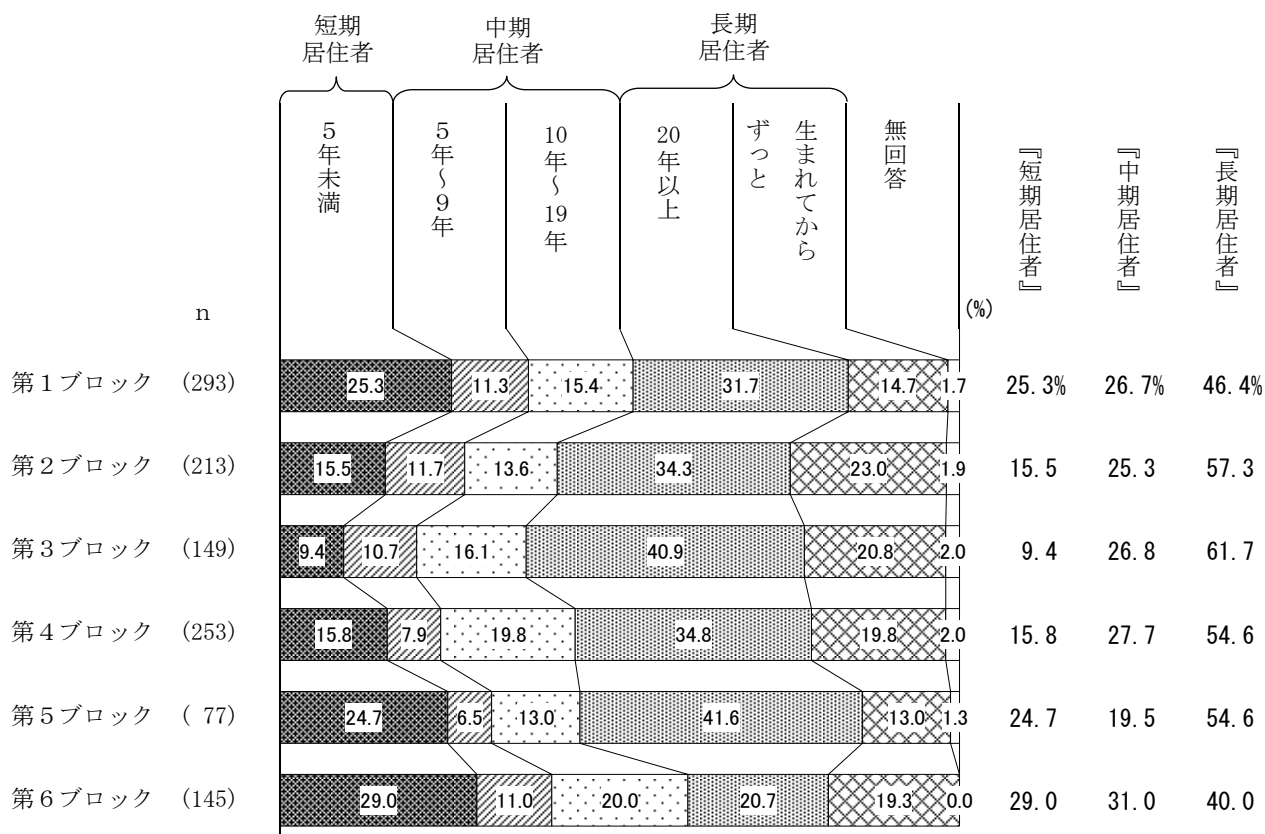 短期
居住者
中期
居住者
長期
居住者
５年未満
５年～９年
10年～19年
20年以上
生まれてから
ずっと
無回答
『短期居住者』
『中期居住者』
『長期居住者』
n
(%)
第１ブロック (293) 25.3 11.3 15.4 31.7 14.7 1.7 25.3% 26.7% 46.4%
第２ブロック (213) 15.5 11.7 13.6 34.3 23.0 1.9 15.5 25.3 57.3
第３ブロック (149) 9.4 10.7 16.1 40.9 20.8 2.0 9.4 26.8 61.7
第４ブロック (253) 15.8 7.9 19.8 34.8 19.8 2.0 15.8 27.7 54.6
第５ブロック ( 77) 24.7 6.5 13.0 41.6 13.0 1.3 24.7 19.5 54.6
第６ブロック (145) 29.0 11.0 20.0 20.7 19.3 0.0 29.0 31.0 40.0